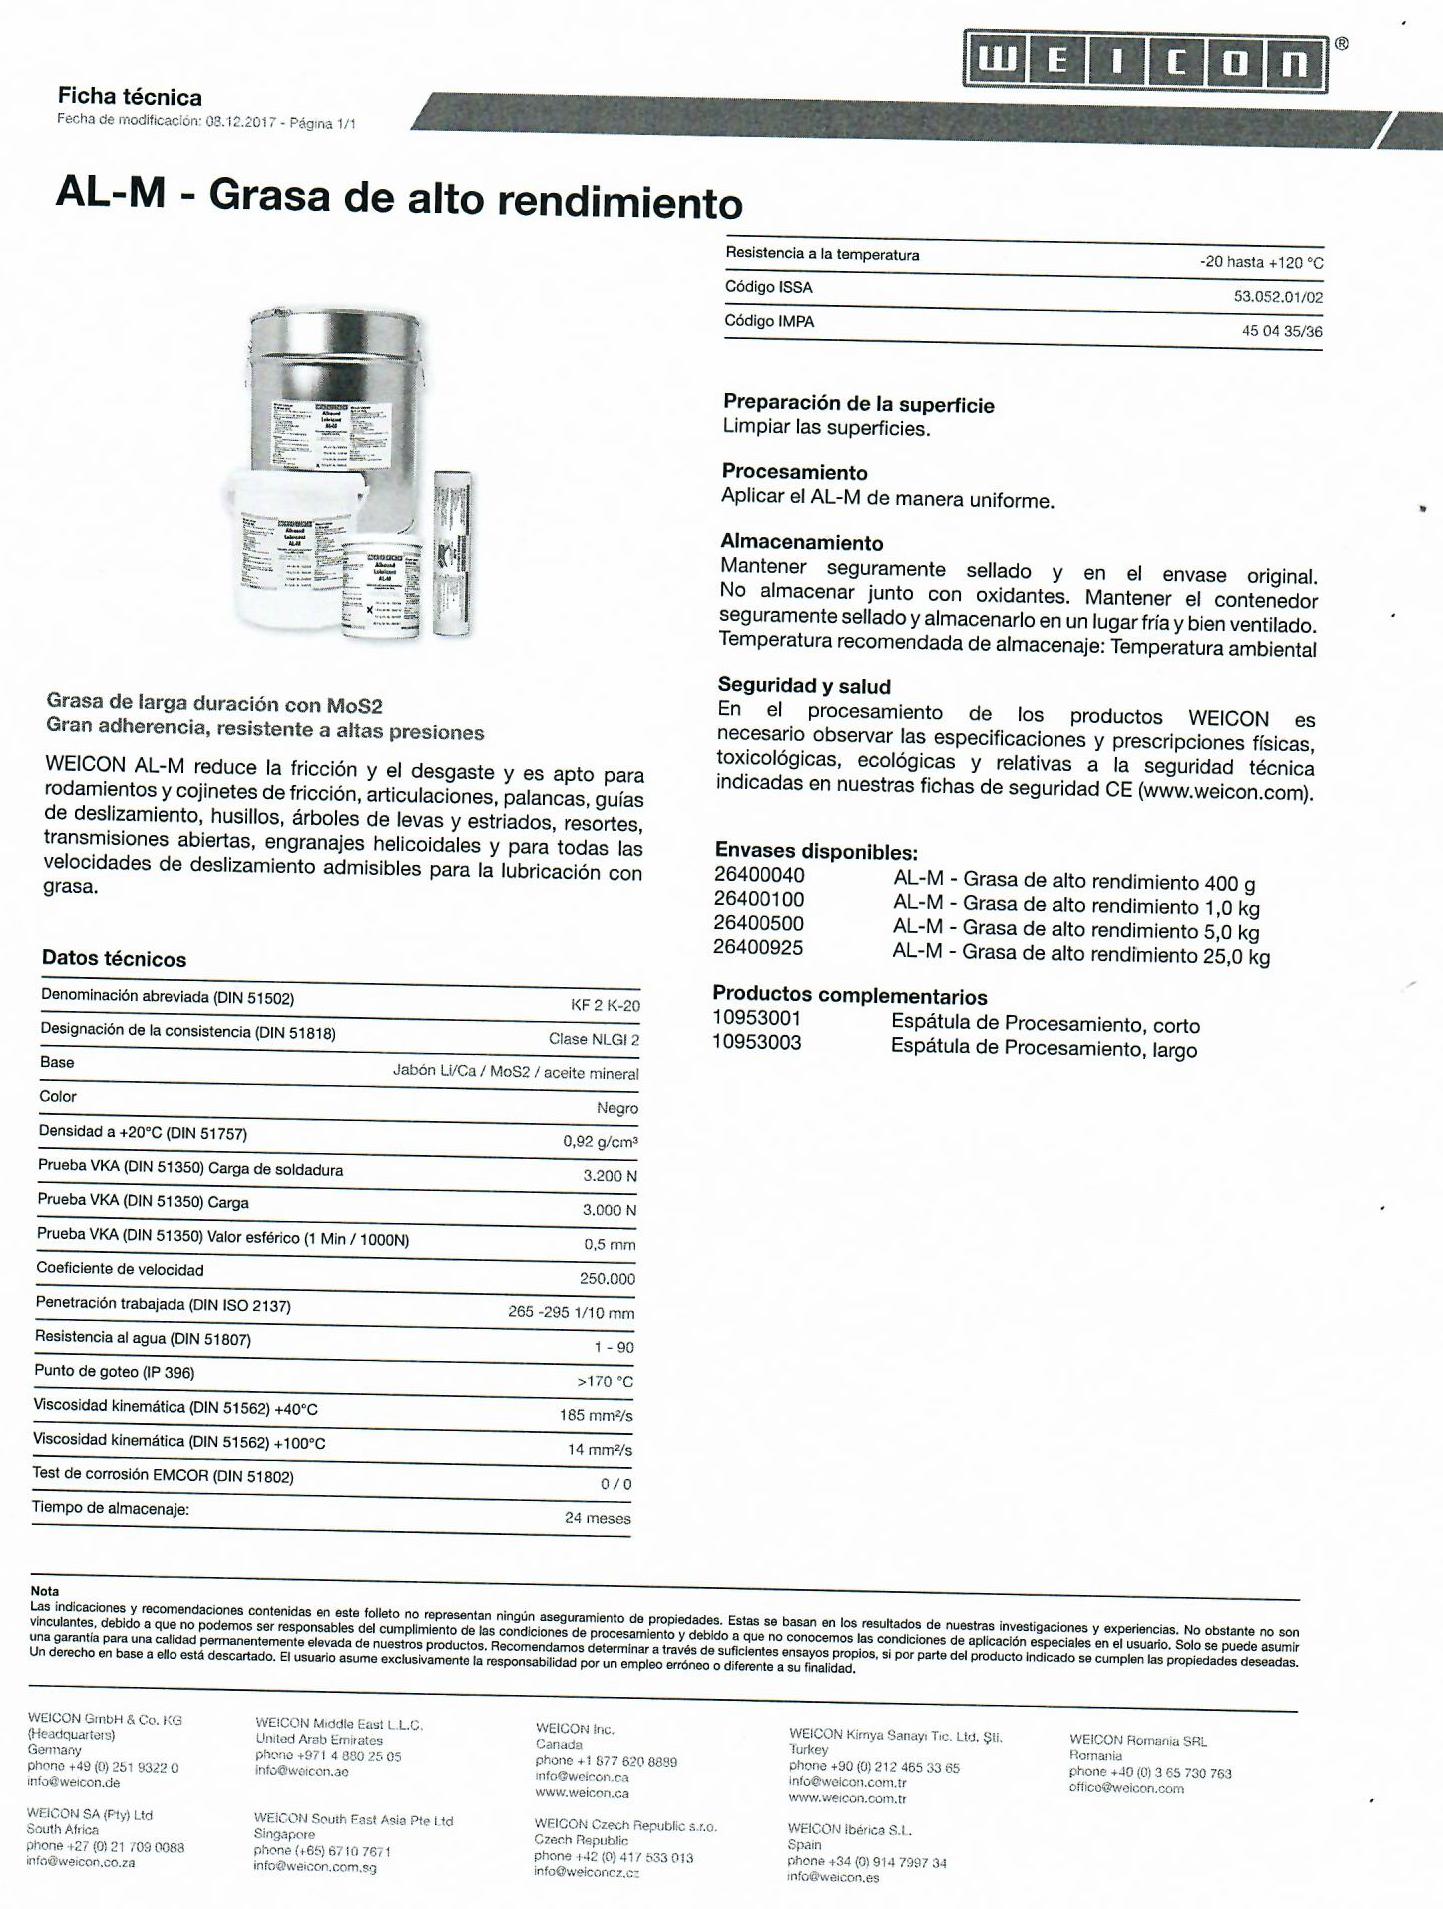 WEICON®
Ficha técnica
Fecha de modificación: 08.12.2017 - Página 1/1
AL-M - Grasa de alto rendimiento
Grasa de larga duración con MoS2
Gran adherencia, resistente a altas presiones
WEICON AL-M reduce la fricción y el desgaste y es apto para
rodamientos y cojinetes de fricción, articulaciones, palancas, guías
de deslizamiento, husillos, árboles de levas y estriados, resortes,
transmisiones abiertas, engranajes helicoidales y para todas las
velocidades de deslizamiento admisibles para la lubricación con
grasa.
Datos técnicos
Denominación abreviada (DIN 51502) KF 2 K-20
Designación de la consistencia (DIN 51818) Clase NLGI 2
Base Jabón Li/Ca / MoS2 / aceite mineral
Color Negro
Densidad a +20°C (DIN 51757) 0,92 g/cm³
Prueba VKA (DIN 51350) Carga de soldadura 3.200 N
Prueba VKA (DIN 51350) Carga 3.000 N
Prueba VKA (DIN 51350) Valor esférico (1 Min / 1000N) 0,5 mm
Coeficiente de velocidad 250.000
Penetración trabajada (DIN ISO 2137) 265 -295 1/10 mm
Resistencia al agua (DIN 51807) 1 - 90
Punto de goteo (IP 396) >170 °C
Viscosidad kinemática (DIN 51562) +40°C 185 mm²/s
Viscosidad kinemática (DIN 51562) +100°C 14 mm²/s
Test de corrosión EMCOR (DIN 51802) 0 / 0
Tiempo de almacenaje: 24 meses
Resistencia a la temperatura -20 hasta +120 °C
Código ISSA 53.052.01/02
Código IMPA 45 04 35/36
Preparación de la superficie
Limpiar las superficies.
Procesamiento
Aplicar el AL-M de manera uniforme.
Almacenamiento
Mantener seguramente sellado y en el envase original.
No almacenar junto con oxidantes. Mantener el contenedor
seguramente sellado y almacenarlo en un lugar fría y bien ventilado.
Temperatura recomendada de almacenaje: Temperatura ambiental
Seguridad y salud
En el procesamiento de los productos WEICON es
necesario observar las especificaciones y prescripciones físicas,
toxicológicas, ecológicas y relativas a la seguridad técnica
indicadas en nuestras fichas de seguridad CE (www.weicon.com).
Envases disponibles:
26400040 AL-M - Grasa de alto rendimiento 400 g
26400100 AL-M - Grasa de alto rendimiento 1,0 kg
26400500 AL-M - Grasa de alto rendimiento 5,0 kg
26400925 AL-M - Grasa de alto rendimiento 25,0 kg
Productos complementarios
10953001 Espátula de Procesamiento, corto
10953003 Espátula de Procesamiento, largo
Nota
Las indicaciones y recomendaciones contenidas en este folleto no representan ningún aseguramiento de propiedades. Estas se basan en los resultados de nuestras investigaciones y experiencias. No obstante no son
vinculantes, debido a que no podemos ser responsables del cumplimiento de las condiciones de procesamiento y debido a que no conocemos las condiciones de aplicación especiales en el usuario. Solo se puede asumir
una garantía para una calidad permanentemente elevada de nuestros productos. Recomendamos determinar a través de suficientes ensayos propios, si por parte del producto indicado se cumplen las propiedades deseadas.
Un derecho en base a ello está descartado. El usuario asume exclusivamente la responsabilidad por un empleo erróneo o diferente a su finalidad.
WEICON GmbH & Co. KG
(Headquarters)
Germany
phone +49 (0) 251 9322 0
info@weicon.de
WEICON Middle East L.L.C.
United Arab Emirates
phone +971 4 880 25 05
info@weicon.ae
WEICON Inc.
Canada
phone +1 877 620 8889
info@weicon.ca
www.weicon.ca
WEICON Kimya Sanayi Tic. Ltd. Şti.
Turkey
phone +90 (0) 212 465 33 65
info@weicon.com.tr
www.weicon.com.tr
WEICON Romania SRL
Romania
phone +40 (0) 3 65 730 763
office@weicon.com
WEICON SA (Pty) Ltd
South Africa
phone +27 (0) 21 709 0088
info@weicon.co.za
WEICON South East Asia Pte Ltd
Singapore
phone (+65) 6710 7671
info@weicon.com.sg
WEICON Czech Republic s.r.o.
Czech Republic
phone +42 (0) 417 533 013
info@weiconcz.cz
WEICON Ibérica S.L.
Spain
phone +34 (0) 914 7997 34
info@weicon.es